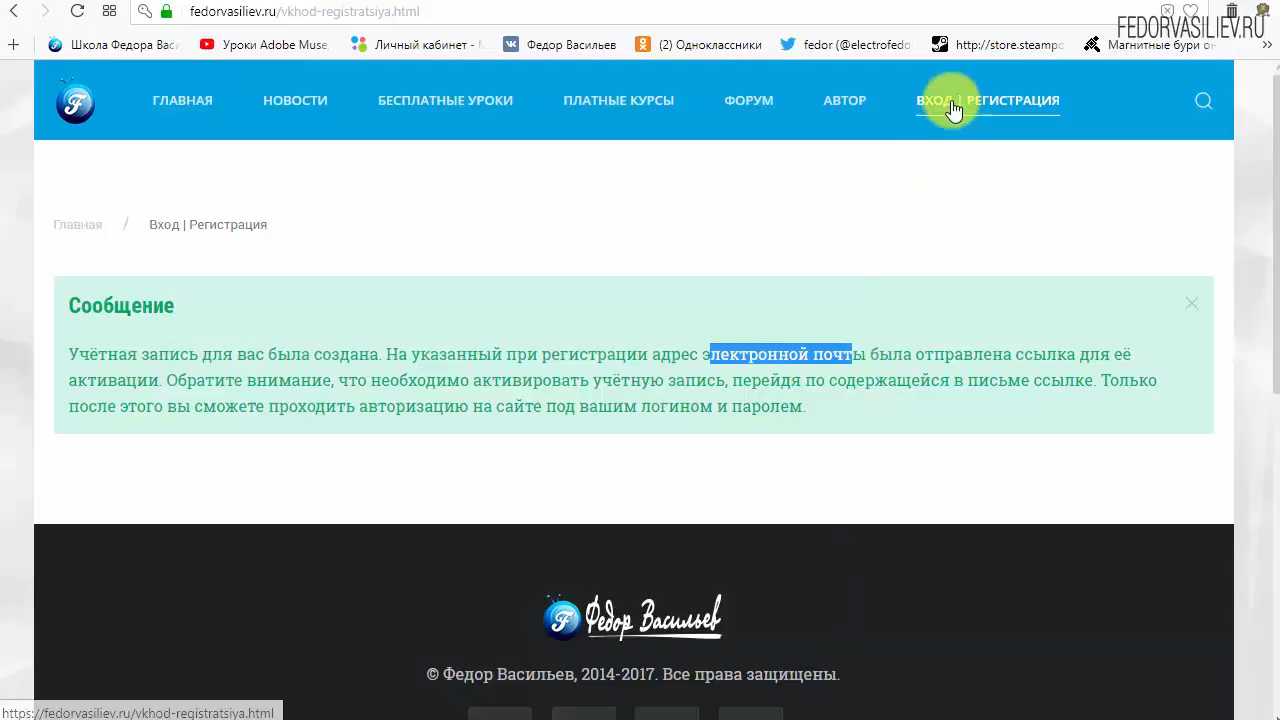 fedorvasiliev.ru/vkhod-registratsiya.html
FEDORVASILIEV.RU
Школа Федора Васи
Уроки Adobe Muse
Личный кабинет - М
Федор Васильев
(2) Одноклассники
fedor (@electrofedo
http://store.steampo
Магнитные бури он
ГЛАВНАЯ
НОВОСТИ
БЕСПЛАТНЫЕ УРОКИ
ПЛАТНЫЕ КУРСЫ
ФОРУМ
АВТОР
ВХОД | РЕГИСТРАЦИЯ
Главная / Вход | Регистрация
Сообщение
Учётная запись для вас была создана. На указанный при регистрации адрес электронной почты была отправлена ссылка для её
активации. Обратите внимание, что необходимо активировать учётную запись, перейдя по содержащейся в письме ссылке. Только
после этого вы сможете проходить авторизацию на сайте под вашим логином и паролем.
Федор Васильев
© Федор Васильев, 2014-2017. Все права защищены.
https://fedorvasiliev.ru/vkhod-registratsiya.html